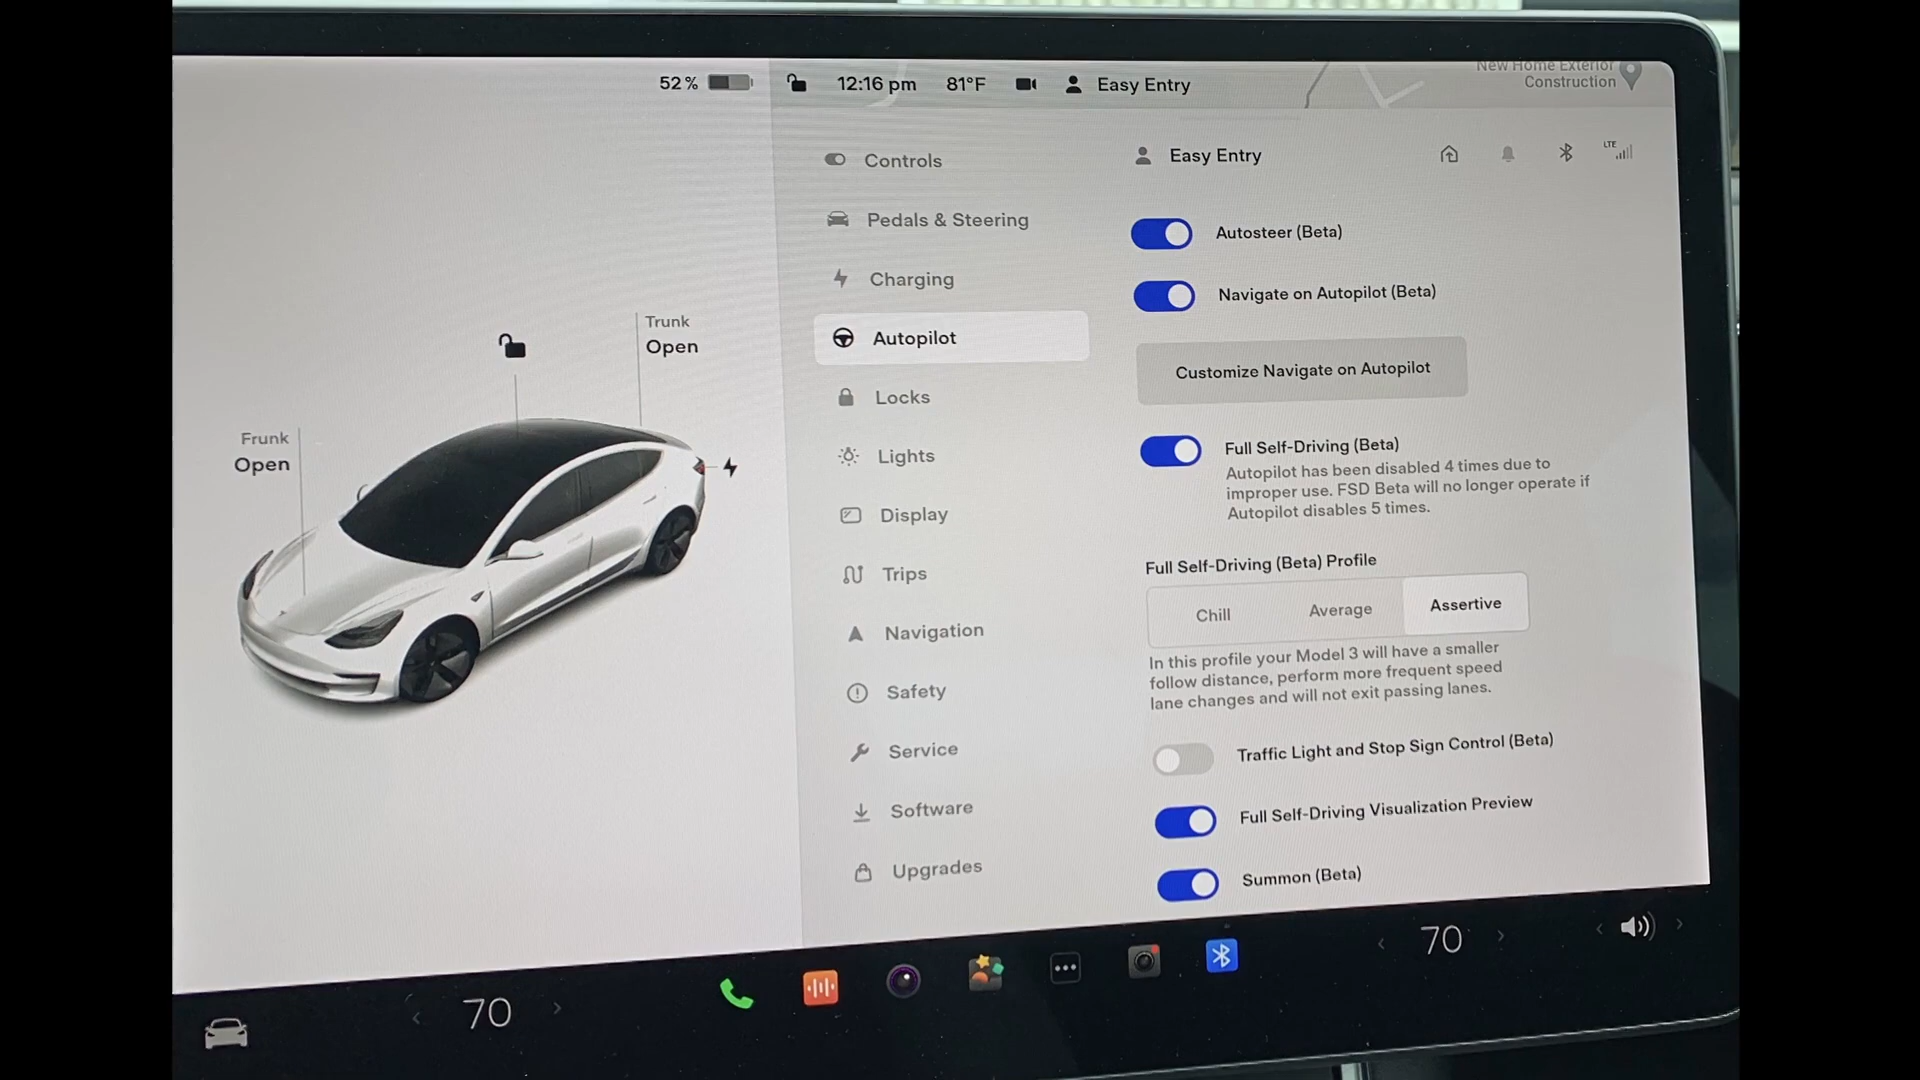 52 %
12:16 pm
81°F
Easy Entry
New Home Exterior
Construction
Trunk
Open
Frunk
Open
Controls
Pedals & Steering
Charging
Autopilot
Locks
Lights
Display
Trips
Navigation
Safety
Service
Software
Upgrades
Easy Entry
LTE
Autosteer (Beta)
Navigate on Autopilot (Beta)
Customize Navigate on Autopilot
Full Self-Driving (Beta)
Autopilot has been disabled 4 times due to
improper use. FSD Beta will no longer operate if
Autopilot disables 5 times.
Full Self-Driving (Beta) Profile
Chill
Average
Assertive
In this profile your Model 3 will have a smaller
follow distance, perform more frequent speed
lane changes and will not exit passing lanes.
Traffic Light and Stop Sign Control (Beta)
Full Self-Driving Visualization Preview
Summon (Beta)
70
70